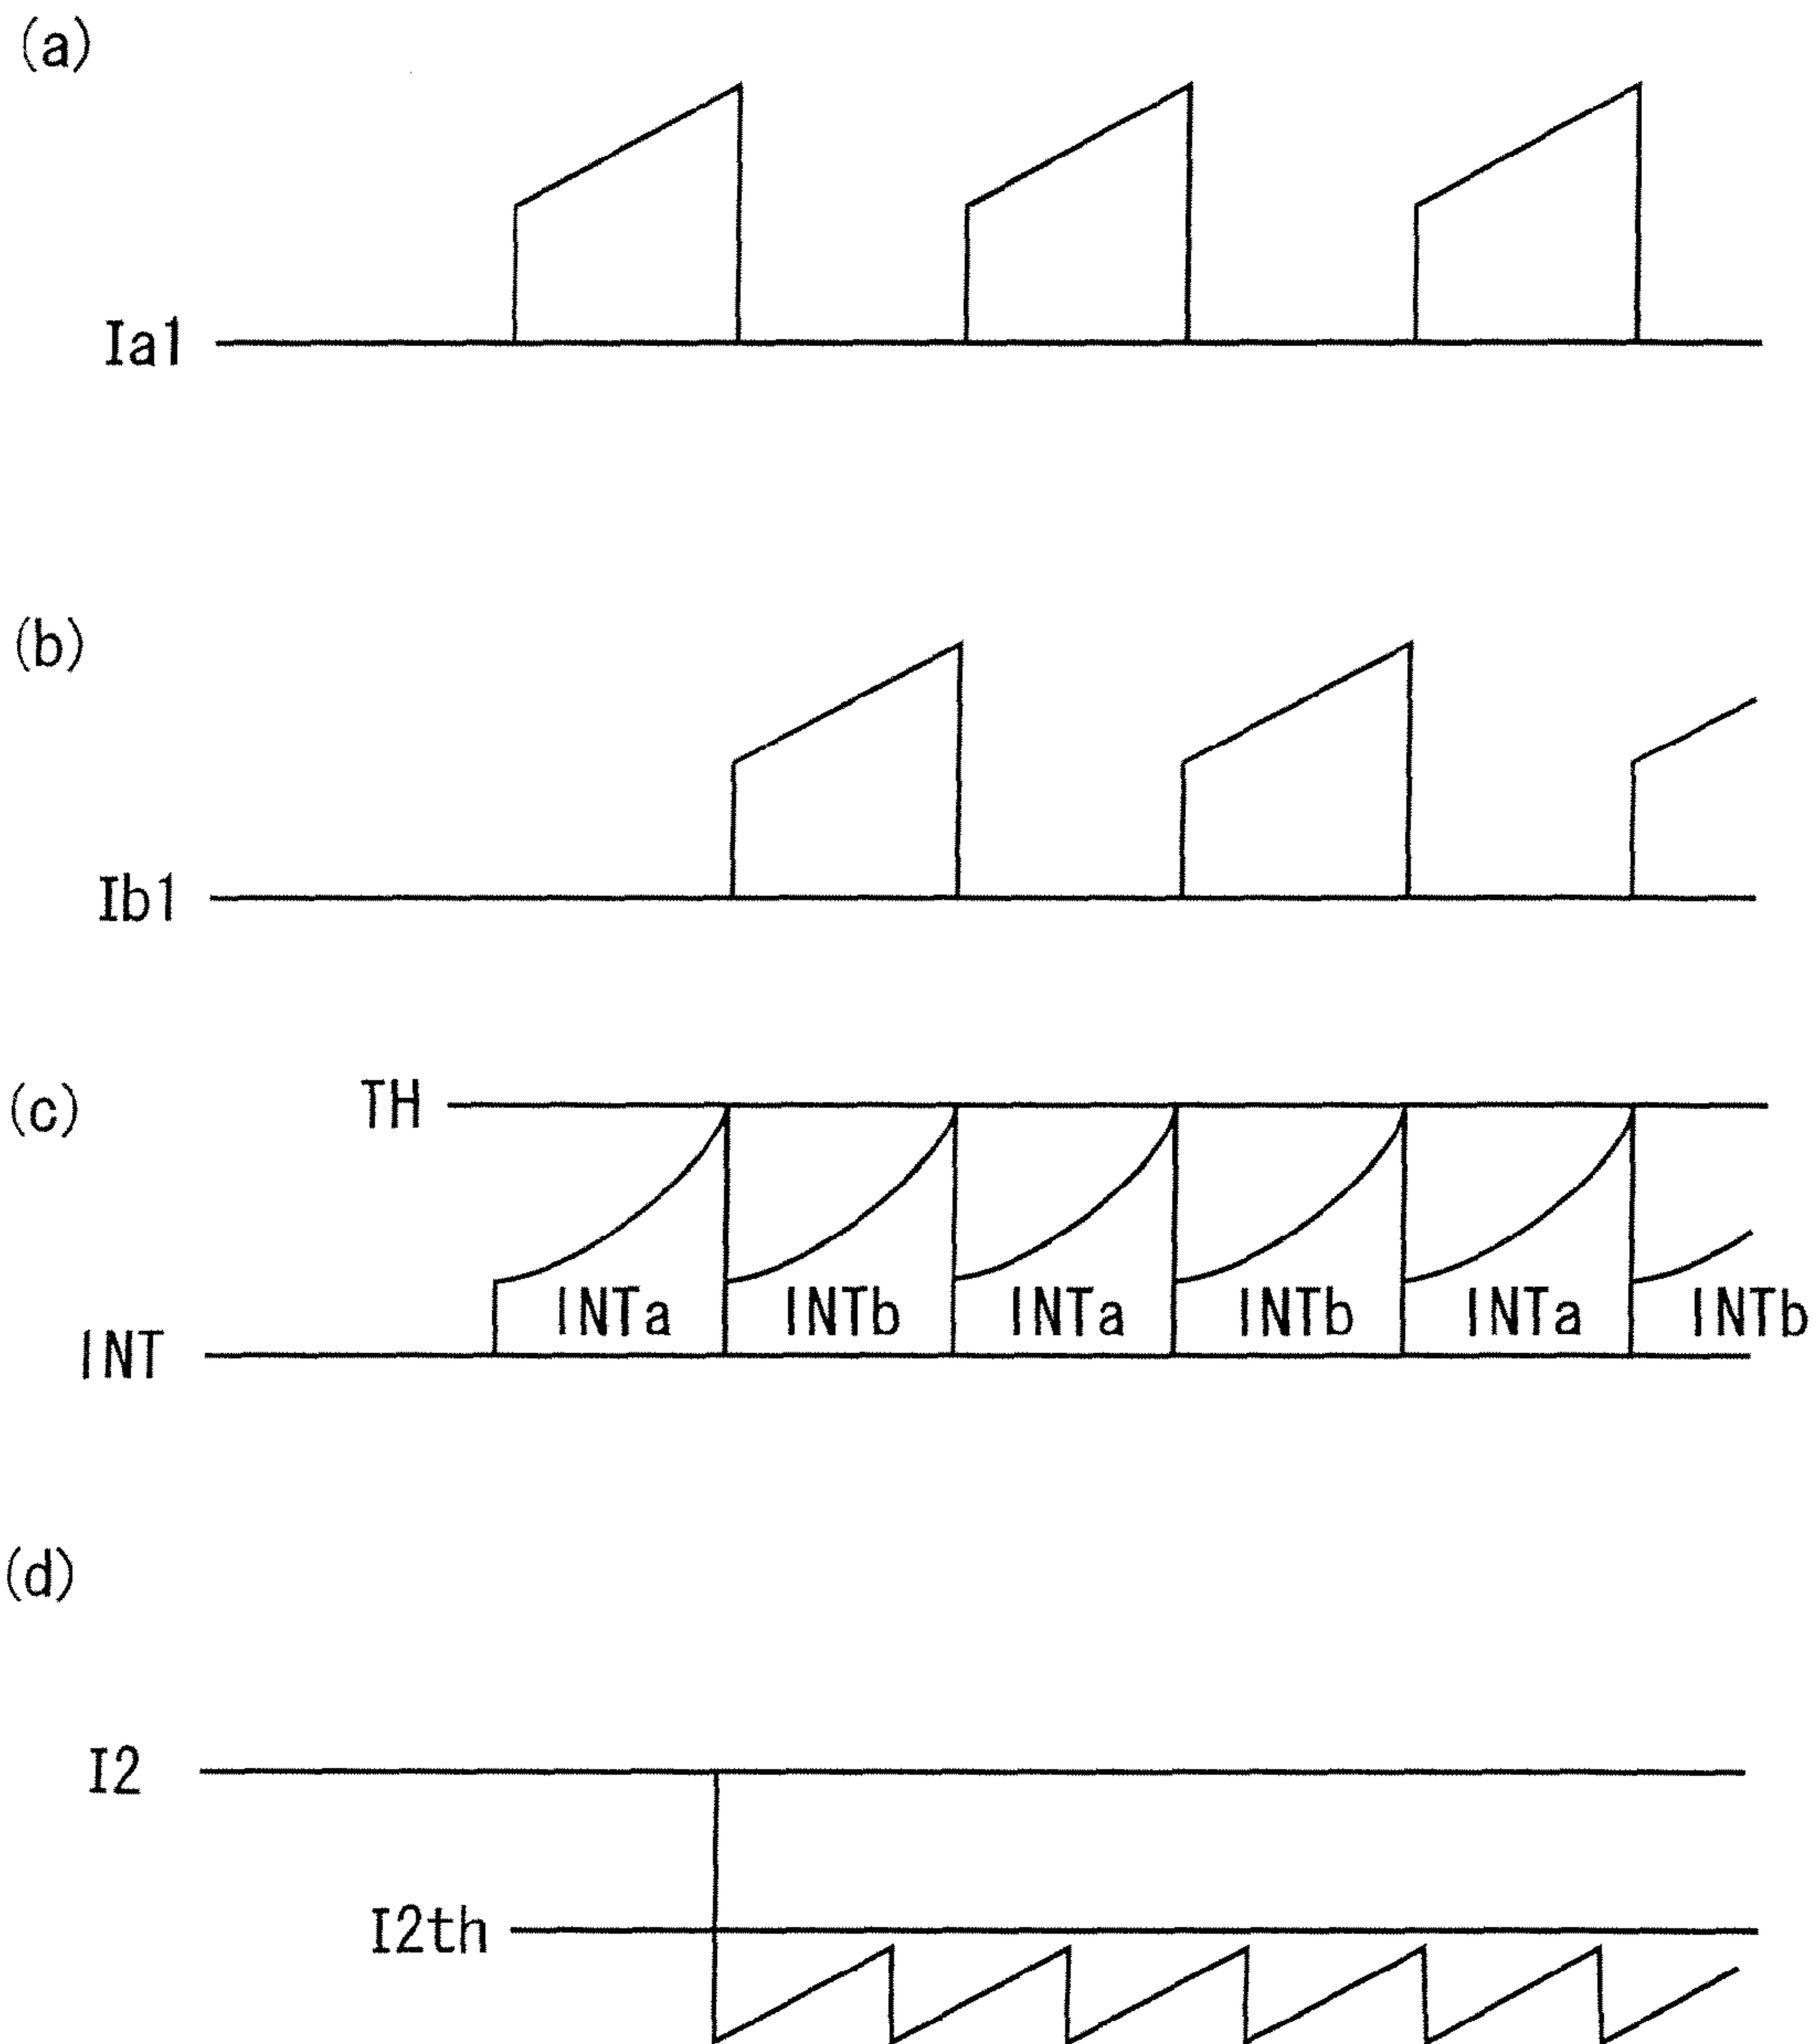 (a)
Ia1
(b)
Ib1
(c)
TH
INTa INTb INTa INTb INTa INTb
INT
(d)
I2
I2th